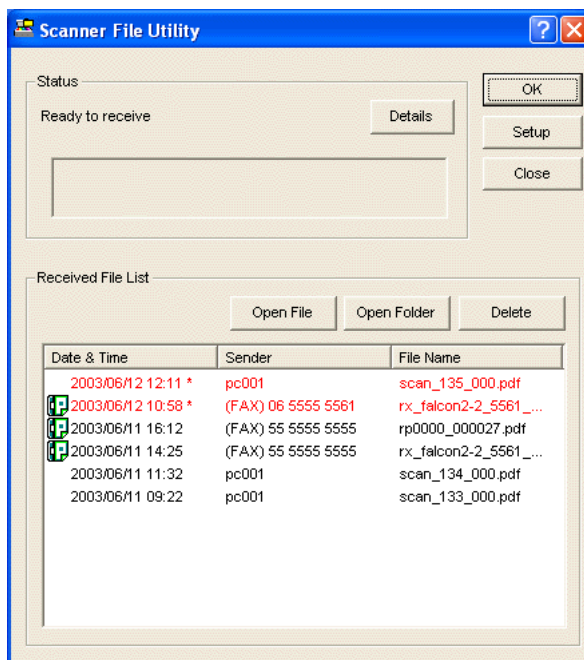 Scanner File Utility
Status
Ready to receive
Details
OK
Setup
Close
Received File List
Open File Open Folder Delete
Date & Time Sender File Name
2003/06/12 12:11 * pc001 scan_135_000.pdf
2003/06/12 10:58 * (FAX) 06 5555 5561 rx_falcon2-2_5561_...
2003/06/11 16:12 (FAX) 55 5555 5555 rp0000_000027.pdf
2003/06/11 14:25 (FAX) 55 5555 5555 rx_falcon2-2_5561_...
2003/06/11 11:32 pc001 scan_134_000.pdf
2003/06/11 09:22 pc001 scan_133_000.pdf